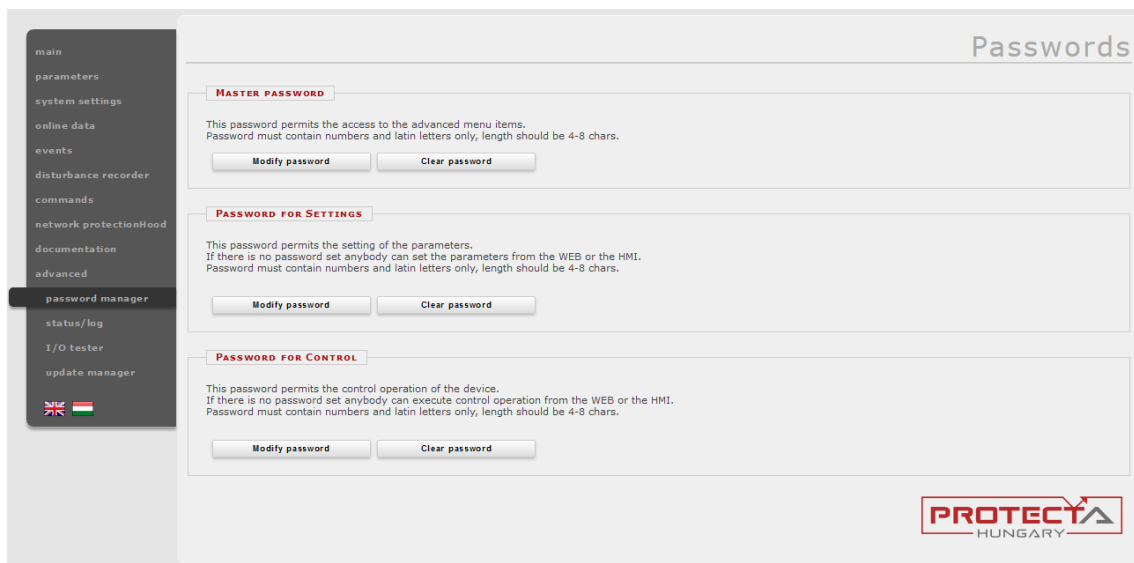 Passwords
main
parameters
system settings
online data
events
disturbance recorder
commands
network protectionHood
documentation
advanced
password manager
status/log
I/O tester
update manager
MASTER PASSWORD
This password permits the access to the advanced menu items.
Password must contain numbers and latin letters only, length should be 4-8 chars.
Modify password Clear password
PASSWORD FOR SETTINGS
This password permits the setting of the parameters.
If there is no password set anybody can set the parameters from the WEB or the HMI.
Password must contain numbers and latin letters only, length should be 4-8 chars.
Modify password Clear password
PASSWORD FOR CONTROL
This password permits the control operation of the device.
If there is no password set anybody can execute control operation from the WEB or the HMI.
Password must contain numbers and latin letters only, length should be 4-8 chars.
Modify password Clear password
PROTECTA
HUNGARY